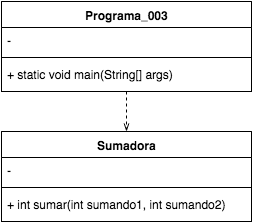 Programa_003
-
+ static void main(String[] args)
Sumadora
-
+ int sumar(int sumando1, int sumando2)